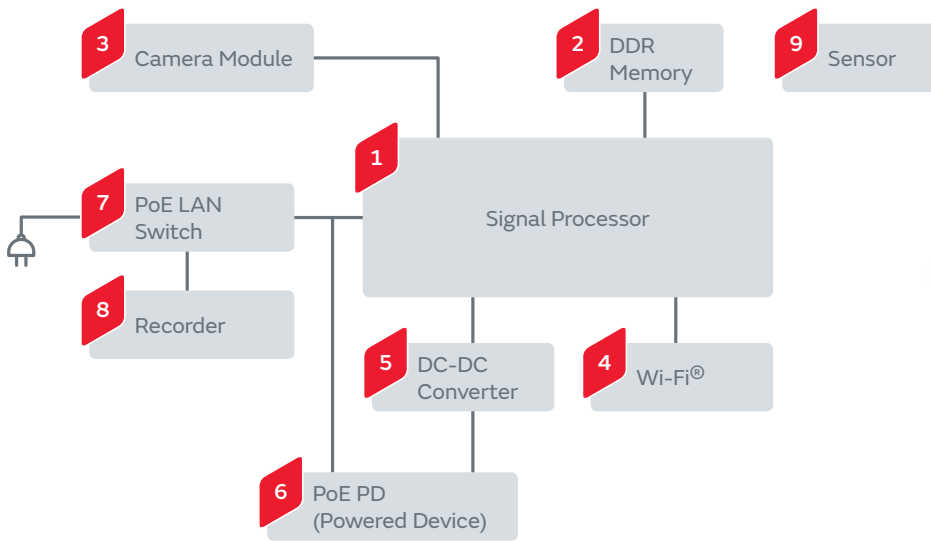 3
Camera Module
2
DDR
Memory
9
Sensor
1
Signal Processor
7
PoE LAN
Switch
8
Recorder
5
DC-DC
Converter
4
Wi-Fi®
6
PoE PD
(Powered Device)